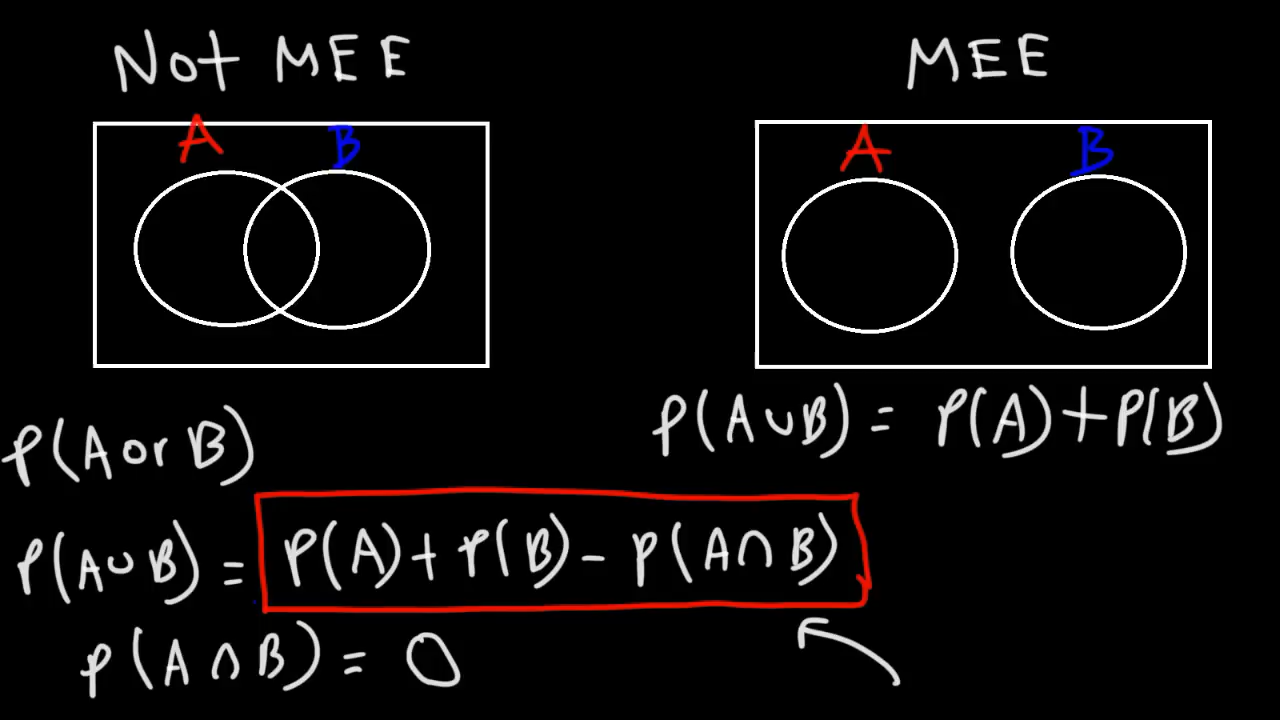 Not MEE
MEE
A
B
A
B
P(A∪B) = P(A)+P(B)
P(A or B)
P(A∪B) = P(A)+P(B)-P(A∩B)
P(A∩B) = 0